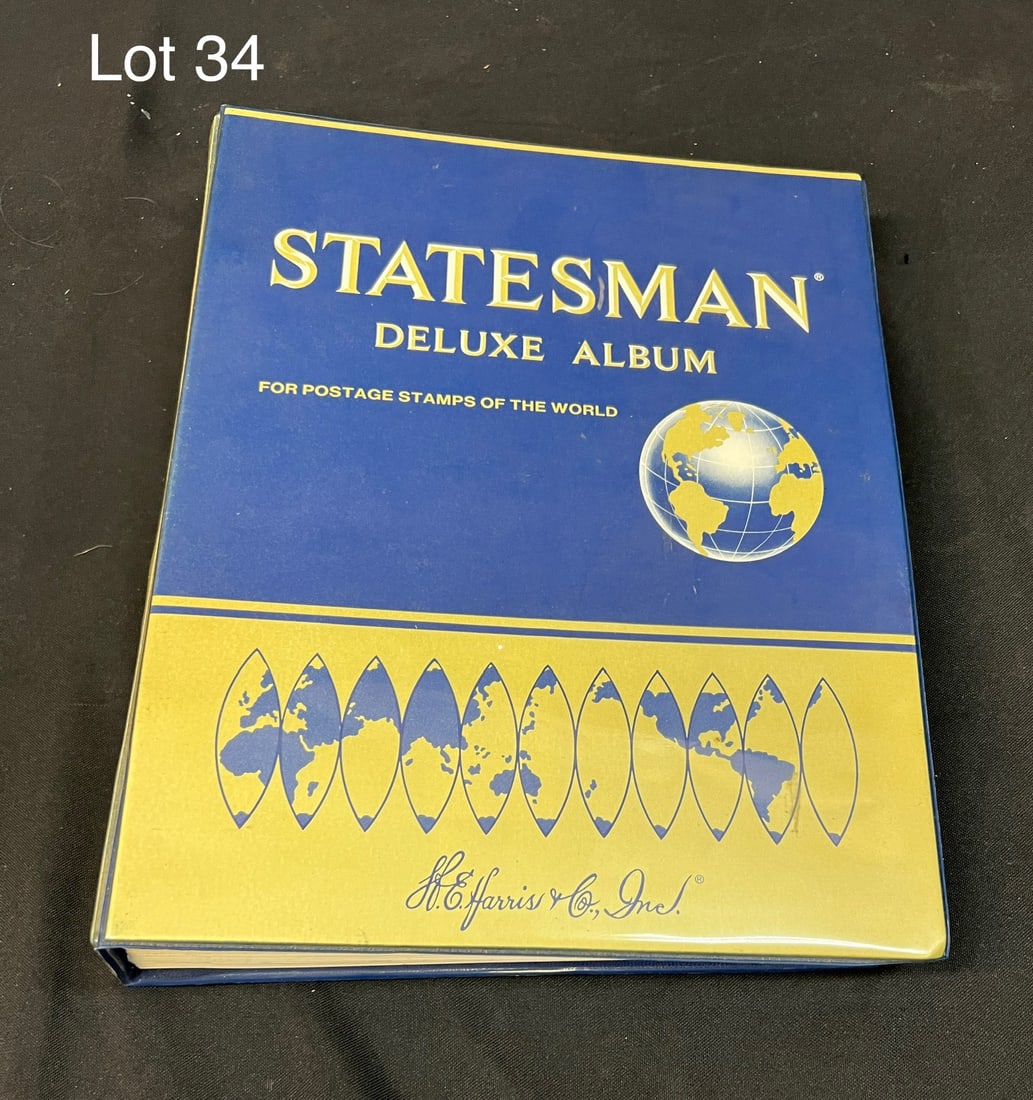 Lot 34
STATESMAN®
DELUXE ALBUM
FOR POSTAGE STAMPS OF THE WORLD
H.E. Harris & Co., Inc.®